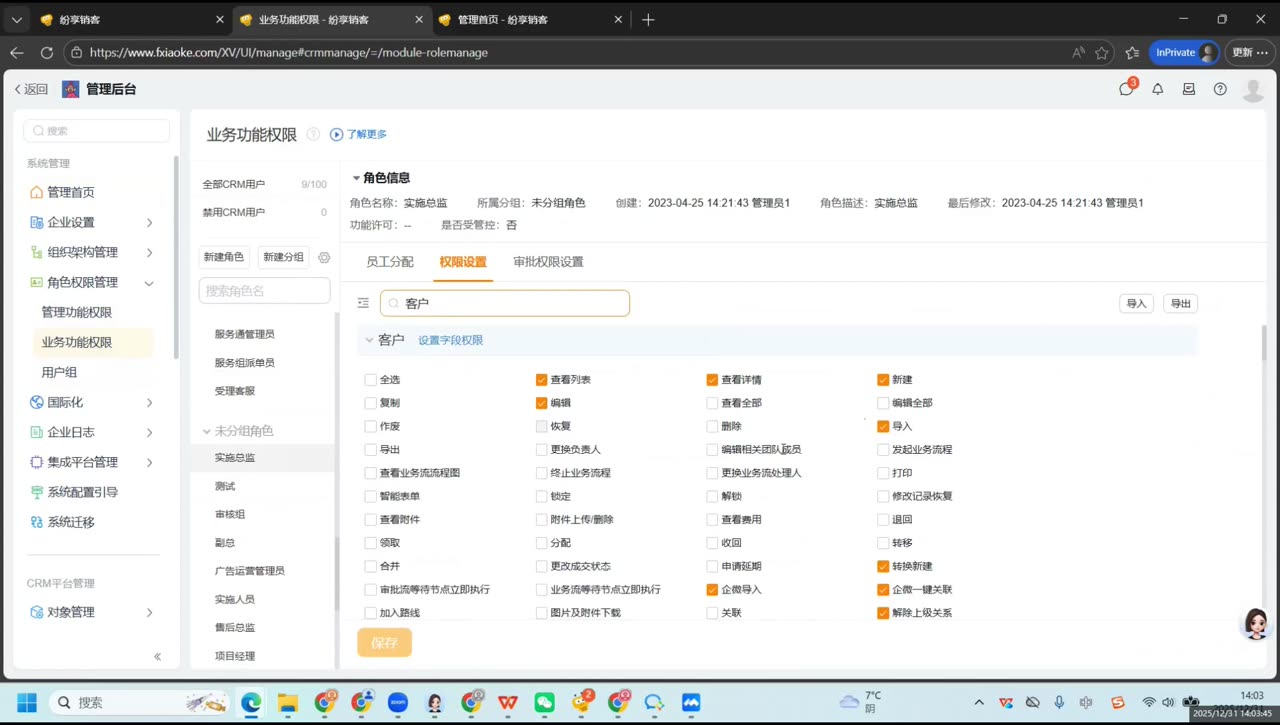 纷享销客
业务功能权限 - 纷享销客
管理首页 - 纷享销客
https://www.fxiaoke.com/XV/UI/manage#crmmanage/=/module-rolemanage
InPrivate
更新
返回
管理后台
3
搜索
系统管理
管理首页
企业设置
组织架构管理
角色权限管理
管理功能权限
业务功能权限
用户组
国际化
企业日志
集成平台管理
系统配置引导
系统迁移
CRM平台管理
对象管理
业务功能权限
了解更多
全部CRM用户 9/100
禁用CRM用户 0
新建角色 新建分组
搜索角色名
服务通管理员
服务组派单员
受理客服
未分组角色
实施总监
测试
审核组
副总
广告运营管理员
实施人员
售后总监
项目经理
角色信息
角色名称: 实施总监 所属分组: 未分组角色 创建: 2023-04-25 14:21:43 管理员1 角色描述: 实施总监 最后修改: 2023-04-25 14:21:43 管理员1
功能许可: -- 是否受管控: 否
员工分配 权限设置 审批权限设置
客户
导入 导出
客户 设置字段权限
全选 查看列表 查看详情 新建
复制 编辑 查看全部 编辑全部
作废 恢复 删除 导入
导出 更换负责人 编辑相关团队成员 发起业务流程
查看业务流流程图 终止业务流程 更换业务流处理人 打印
智能表单 锁定 解锁 修改记录恢复
查看附件 附件上传/删除 查看费用 退回
领取 分配 收回 转移
合并 更改成交状态 申请延期 转换新建
审批流等待节点立即执行 业务流等待节点立即执行 企微导入 企微一键关联
加入路线 图片及附件下载 关联 解除上级关系
保存
搜索
zoom
2
7°C
阴
14:03
2025/12/31 14:03:45